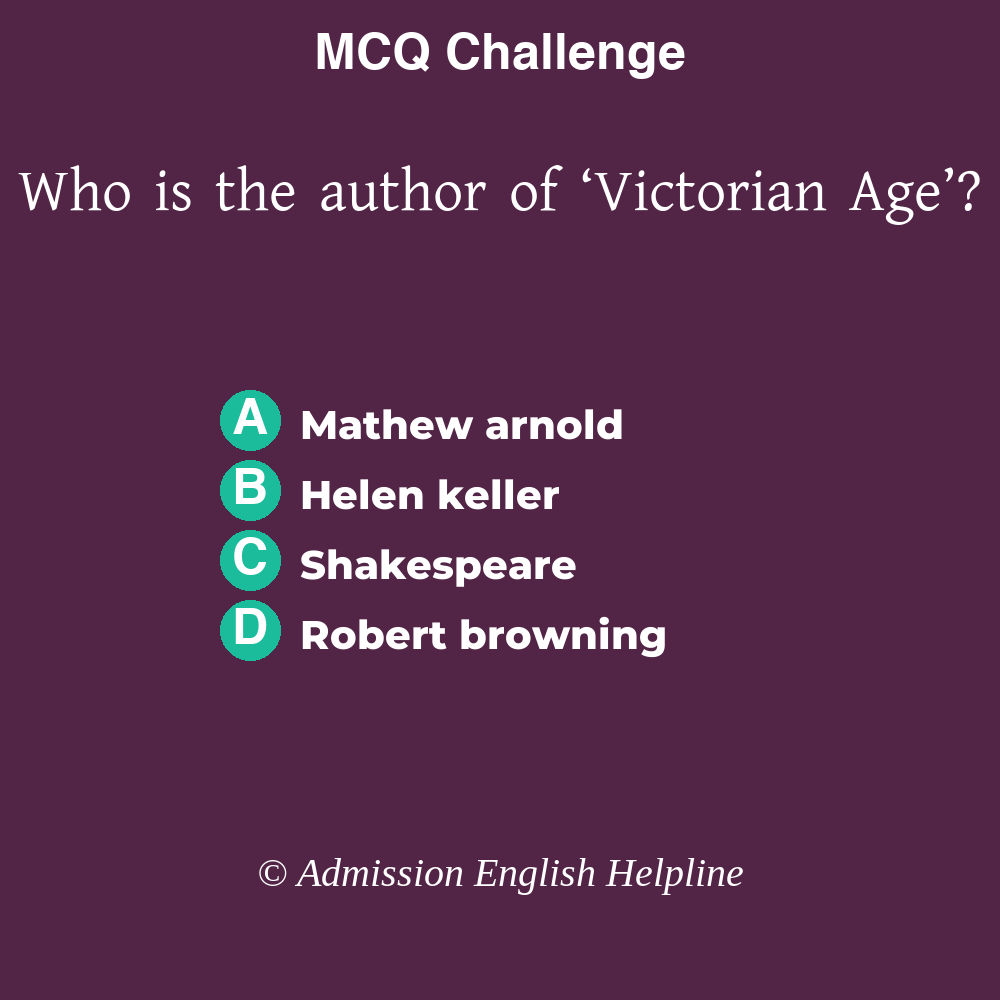 MCQ Challenge
Who is the author of ‘Victorian Age’?
A Mathew arnold
B Helen keller
C Shakespeare
D Robert browning
© Admission English Helpline